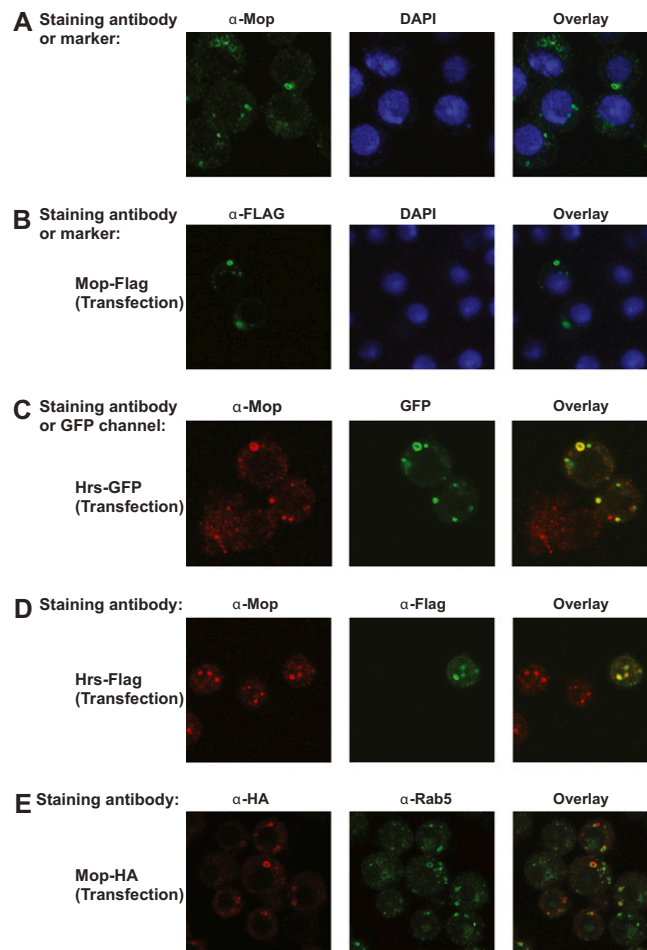 A Staining antibody or marker: α-Mop DAPI Overlay
B Staining antibody or marker: α-FLAG DAPI Overlay
Mop-Flag
(Transfection)
C Staining antibody or GFP channel: α-Mop GFP Overlay
Hrs-GFP
(Transfection)
D Staining antibody: α-Mop α-Flag Overlay
Hrs-Flag
(Transfection)
E Staining antibody: α-HA α-Rab5 Overlay
Mop-HA
(Transfection)